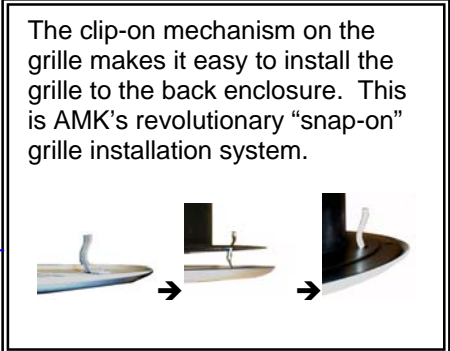 The clip-on mechanism on the
grille makes it easy to install the
grille to the back enclosure.  This
is AMK’s revolutionary “snap-on”
grille installation system.
➔ ➔